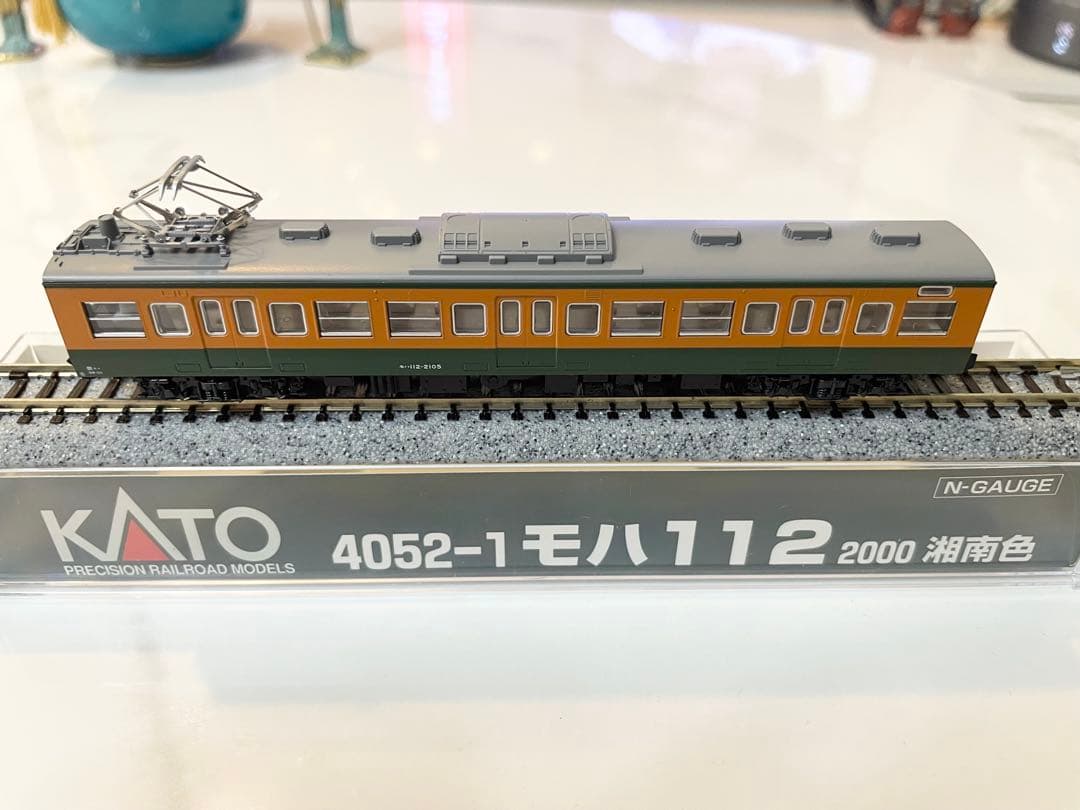 モハ112-2105
N-GAUGE
KATO
PRECISION RAILROAD MODELS
4052-1 モハ112 2000 湘南色